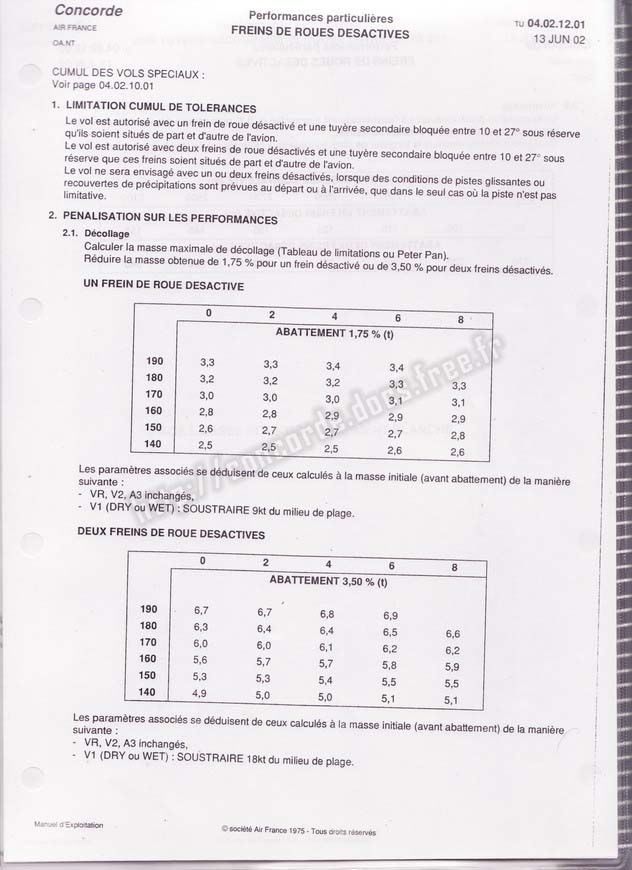 Concorde
AIR FRANCE
OA.NT
Performances particulières
FREINS DE ROUES DESACTIVES
TU 04.02.12.01
13 JUN 02
CUMUL DES VOLS SPECIAUX :
Voir page 04.02.10.01
1. LIMITATION CUMUL DE TOLERANCES
Le vol est autorisé avec un frein de roue désactivé et une tuyère secondaire bloquée entre 10 et 27° sous réserve
qu'ils soient situés de part et d'autre de l'avion.
Le vol est autorisé avec deux freins de roue désactivés et une tuyère secondaire bloquée entre 10 et 27° sous
réserve que ces freins soient situés de part et d'autre de l'avion.
Le vol ne sera envisagé avec un ou deux freins désactivés, lorsque des conditions de pistes glissantes ou
recouvertes de précipitations sont prévues au départ ou à l'arrivée, que dans le seul cas où la piste n'est pas
limitative.
2. PENALISATION SUR LES PERFORMANCES
2.1. Décollage
Calculer la masse maximale de décollage (Tableau de limitations ou Peter Pan).
Réduire la masse obtenue de 1,75 % pour un frein désactivé ou de 3,50 % pour deux freins désactivés.
UN FREIN DE ROUE DESACTIVE
0 2 4 6 8
ABATTEMENT 1,75 % (t)
190 3,3 3,3 3,4 3,4
180 3,2 3,2 3,2 3,3 3,3
170 3,0 3,0 3,0 3,1 3,1
160 2,8 2,8 2,9 2,9 2,9
150 2,6 2,7 2,7 2,7 2,8
140 2,5 2,5 2,5 2,6 2,6
Les paramètres associés se déduisent de ceux calculés à la masse initiale (avant abattement) de la manière
suivante :
- VR, V2, A3 inchangés,
- V1 (DRY ou WET) : SOUSTRAIRE 9kt du milieu de plage.
DEUX FREINS DE ROUE DESACTIVES
0 2 4 6 8
ABATTEMENT 3,50 % (t)
190 6,7 6,7 6,8 6,9
180 6,3 6,4 6,4 6,5 6,6
170 6,0 6,0 6,1 6,2 6,2
160 5,6 5,7 5,7 5,8 5,9
150 5,3 5,3 5,4 5,5 5,5
140 4,9 5,0 5,0 5,1 5,1
Les paramètres associés se déduisent de ceux calculés à la masse initiale (avant abattement) de la manière
suivante :
- VR, V2, A3 inchangés,
- V1 (DRY ou WET) : SOUSTRAIRE 18kt du milieu de plage.
Manuel d'Exploitation
© société Air France 1975 - Tous droits réservés
http://concorde.docs.free.fr